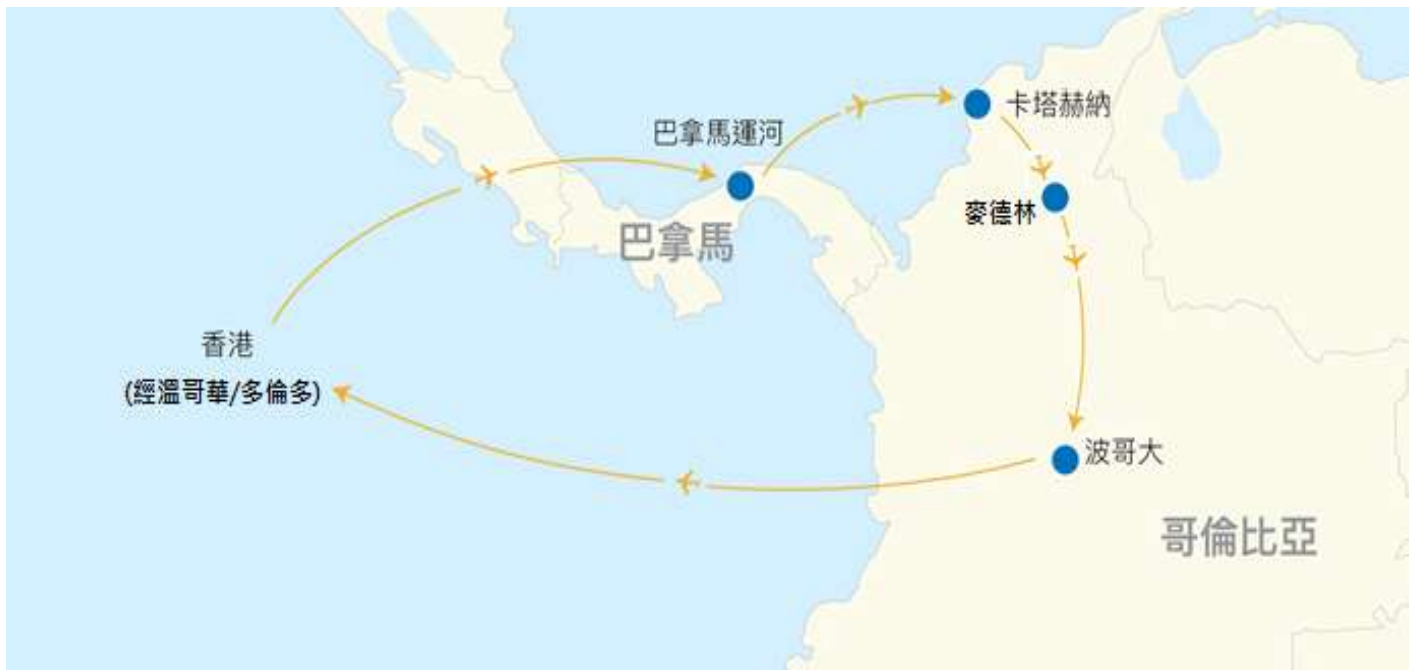 卡塔赫納
巴拿馬運河
麥德林
巴拿馬
香港
(經溫哥華/多倫多)
波哥大
哥倫比亞